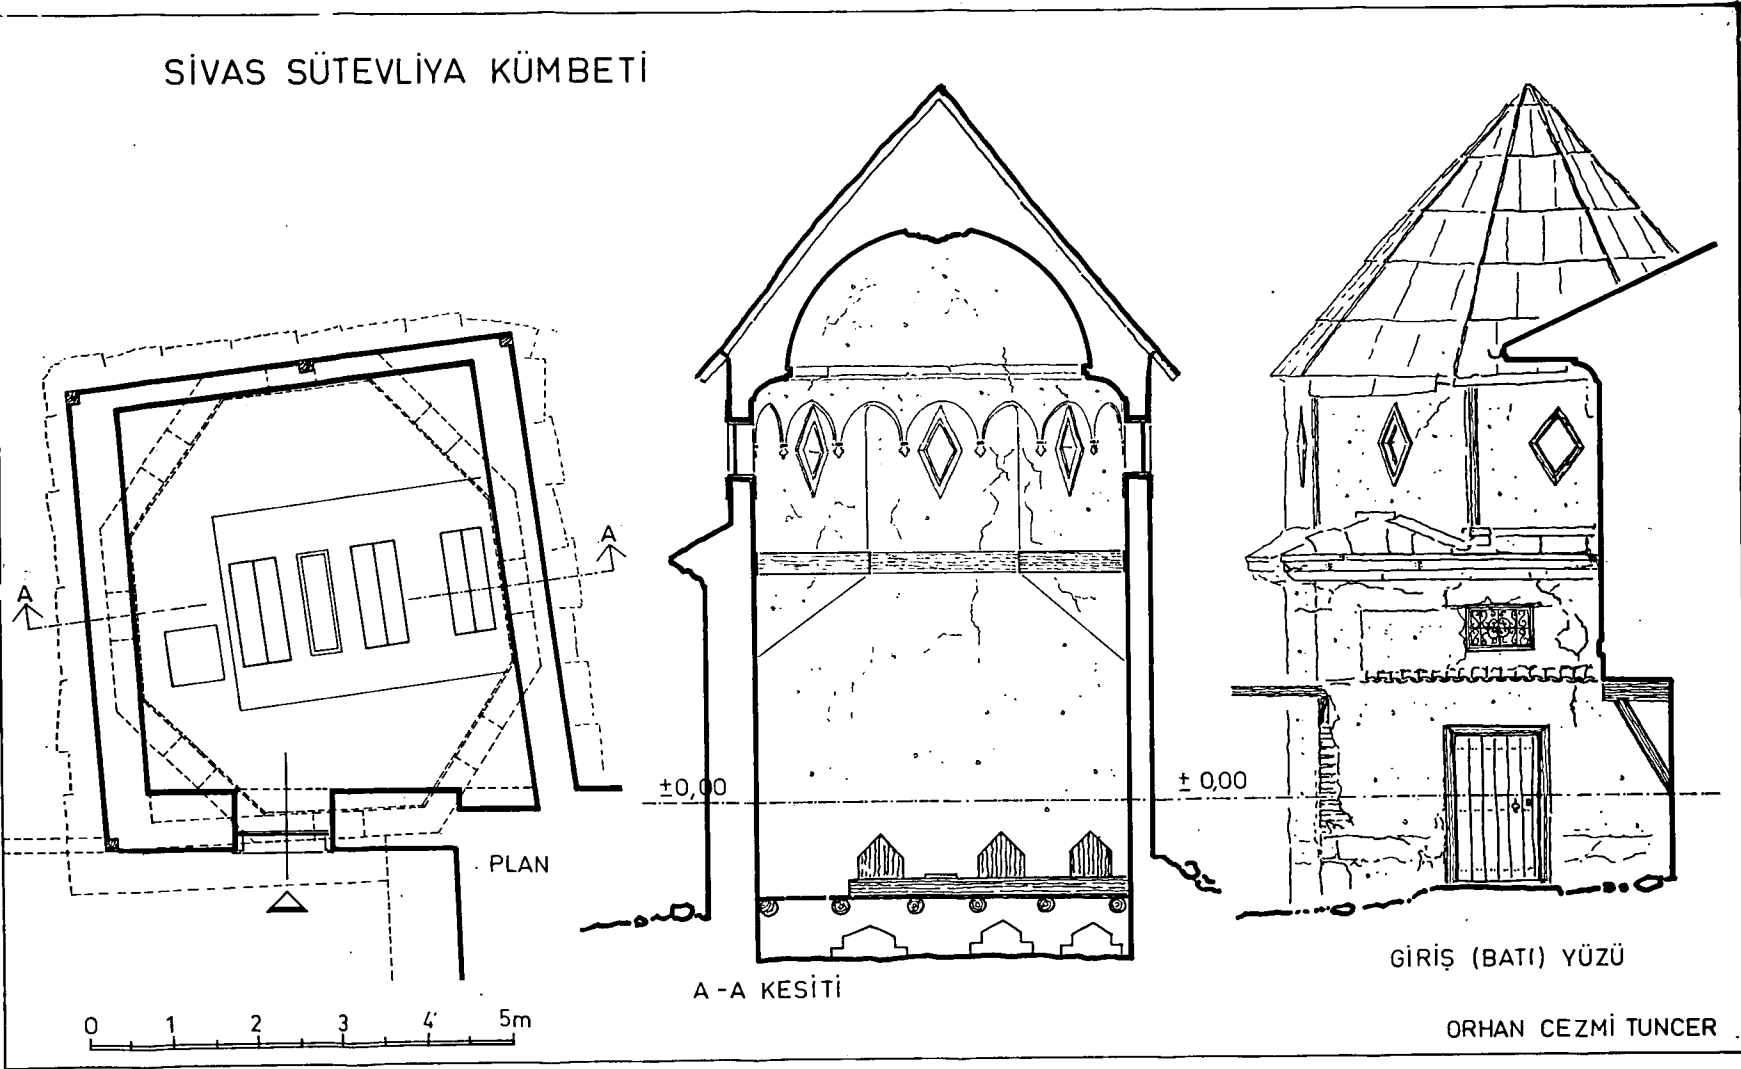 SİVAS SÜTEVLİYA KÜMBETİ
A
A
PLAN
0 1 2 3 4 5m
±0,00
A-A KESİTİ
± 0,00
GİRİŞ (BATI) YÜZÜ
ORHAN CEZMİ TUNCER